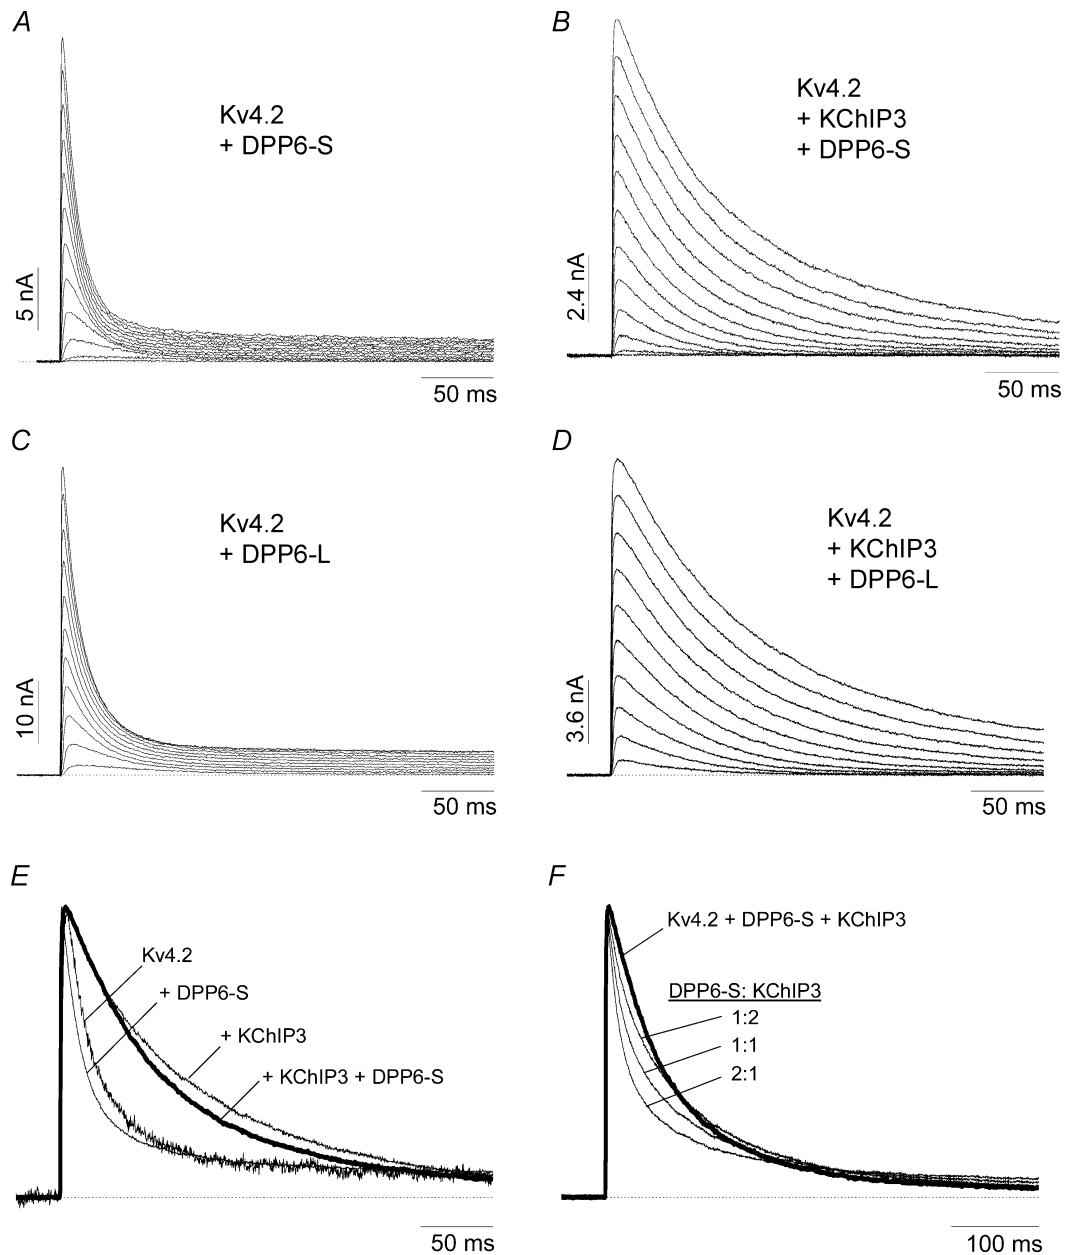 A
Kv4.2
+ DPP6-S
5 nA
50 ms
B
Kv4.2
+ KChIP3
+ DPP6-S
2.4 nA
50 ms
C
Kv4.2
+ DPP6-L
10 nA
50 ms
D
Kv4.2
+ KChIP3
+ DPP6-L
3.6 nA
50 ms
E
Kv4.2
+ DPP6-S
+ KChIP3
+ KChIP3 + DPP6-S
50 ms
F
Kv4.2 + DPP6-S + KChIP3
DPP6-S: KChIP3
1:2
1:1
2:1
100 ms